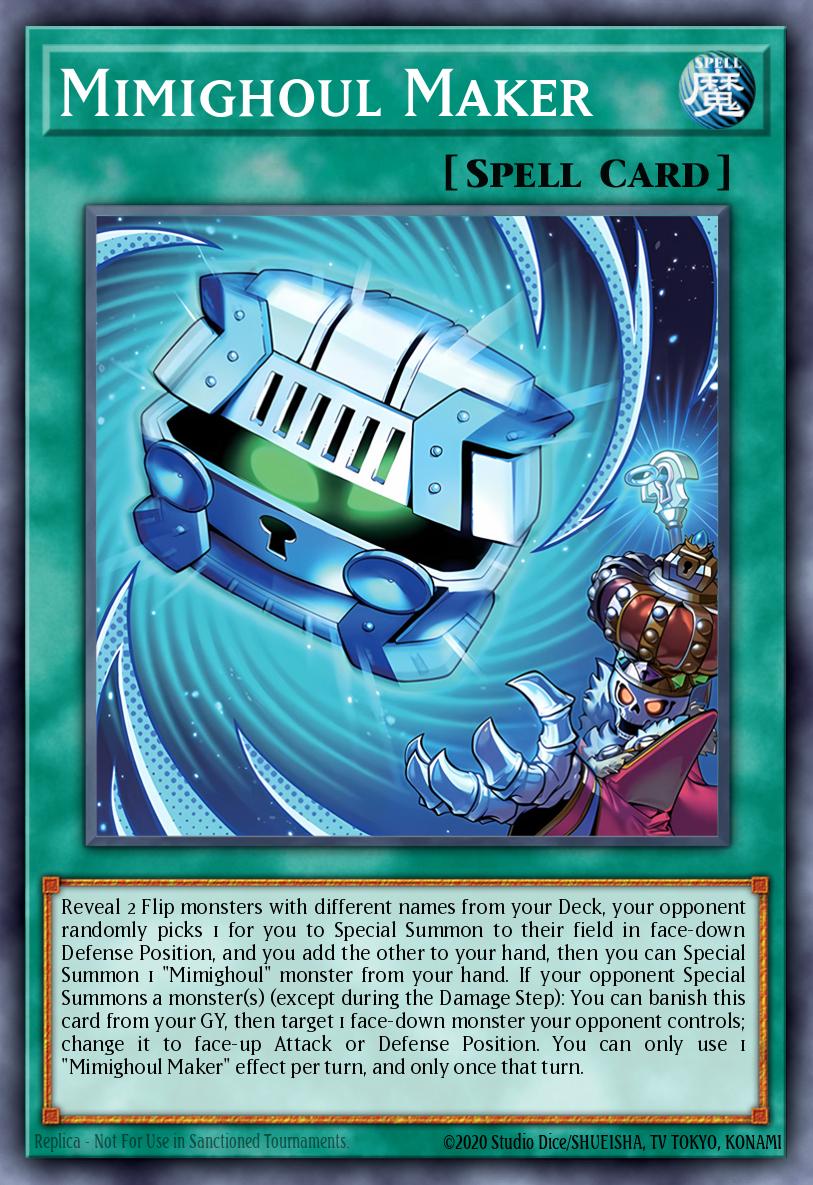 Mimighoul Maker
SPELL
魔
[ Spell Card ]
Reveal 2 Flip monsters with different names from your Deck, your opponent
randomly picks 1 for you to Special Summon to their field in face-down
Defense Position, and you add the other to your hand, then you can Special
Summon 1 "Mimighoul" monster from your hand. If your opponent Special
Summons a monster(s) (except during the Damage Step): You can banish this
card from your GY, then target 1 face-down monster your opponent controls;
change it to face-up Attack or Defense Position. You can only use 1
"Mimighoul Maker" effect per turn, and only once that turn.
Replica - Not For Use in Sanctioned Tournaments.
©2020 Studio Dice/SHUEISHA, TV TOKYO, KONAMI